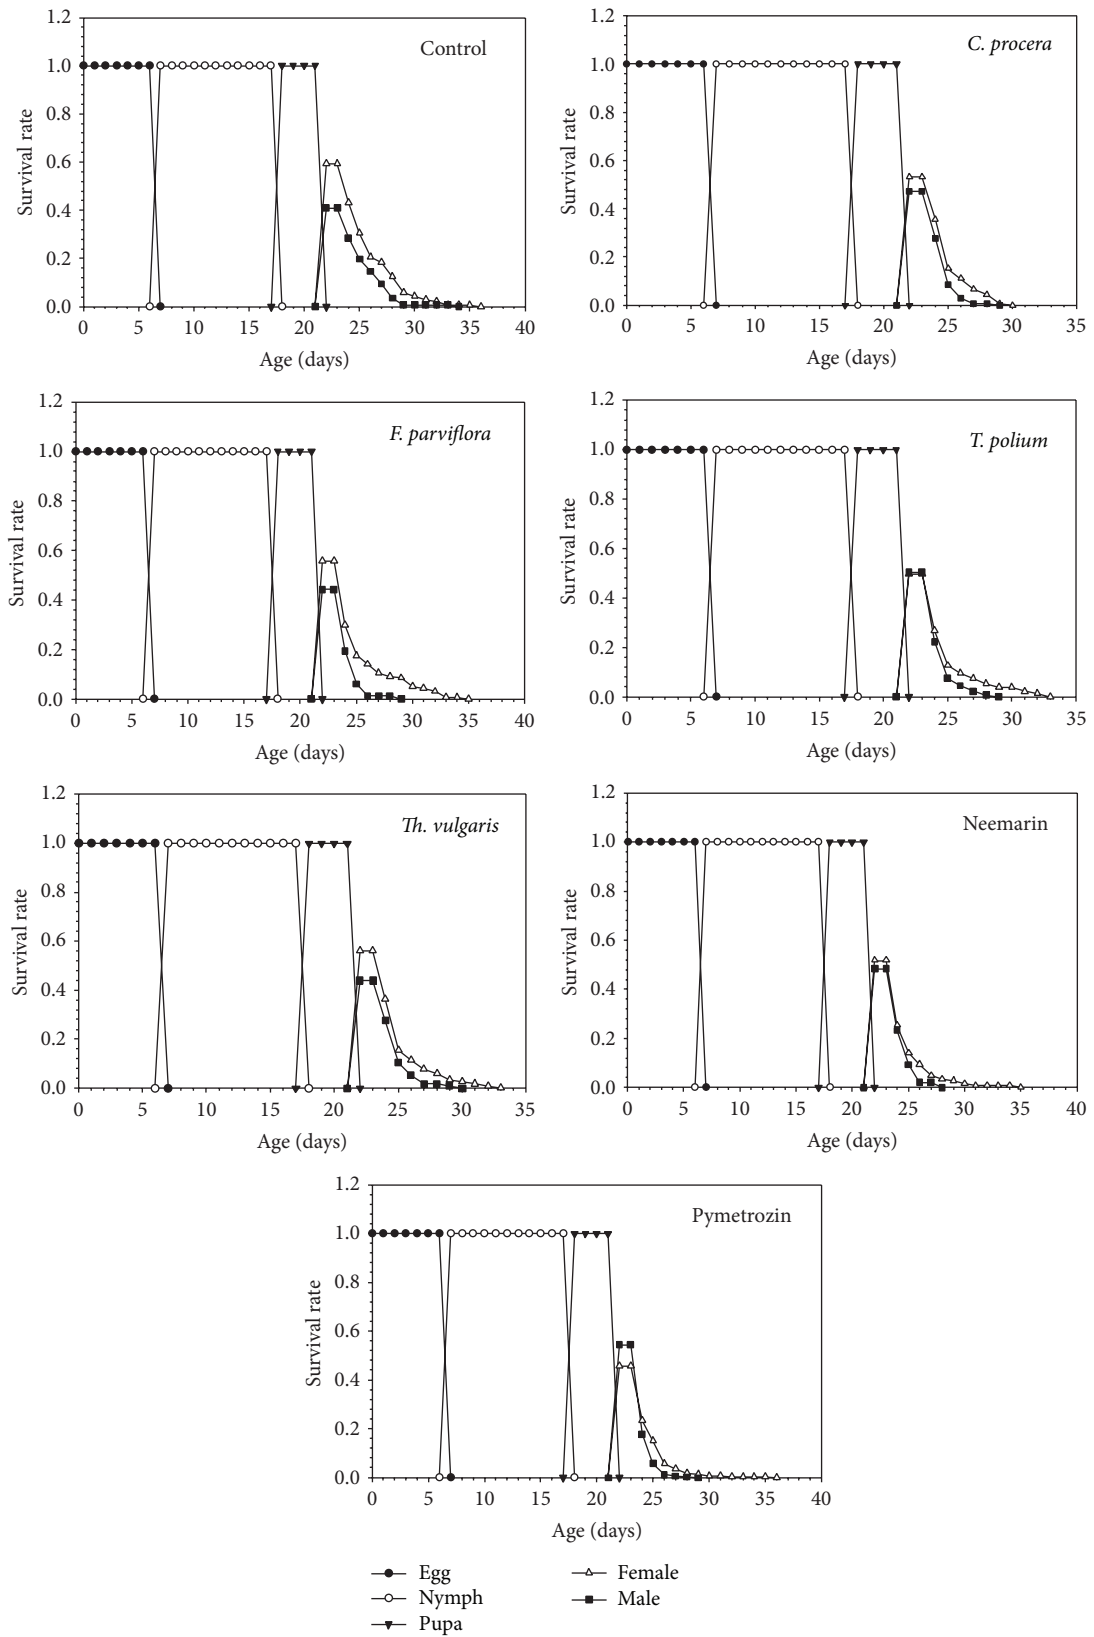 Control
1.2
1.0
0.8
0.6
0.4
0.2
0.0
Survival rate
0 5 10 15 20 25 30 35 40
Age (days)
C. procera
1.2
1.0
0.8
0.6
0.4
0.2
0.0
Survival rate
0 5 10 15 20 25 30 35
Age (days)
F. parviflora
1.2
1.0
0.8
0.6
0.4
0.2
0.0
Survival rate
0 5 10 15 20 25 30 35 40
Age (days)
T. polium
1.2
1.0
0.8
0.6
0.4
0.2
0.0
Survival rate
0 5 10 15 20 25 30 35
Age (days)
Th. vulgaris
1.2
1.0
0.8
0.6
0.4
0.2
0.0
Survival rate
0 5 10 15 20 25 30 35
Age (days)
Neemarin
1.2
1.0
0.8
0.6
0.4
0.2
0.0
Survival rate
0 5 10 15 20 25 30 35 40
Age (days)
Pymetrozin
1.2
1.0
0.8
0.6
0.4
0.2
0.0
Survival rate
0 5 10 15 20 25 30 35 40
Age (days)
Egg
Nymph
Pupa
Female
Male